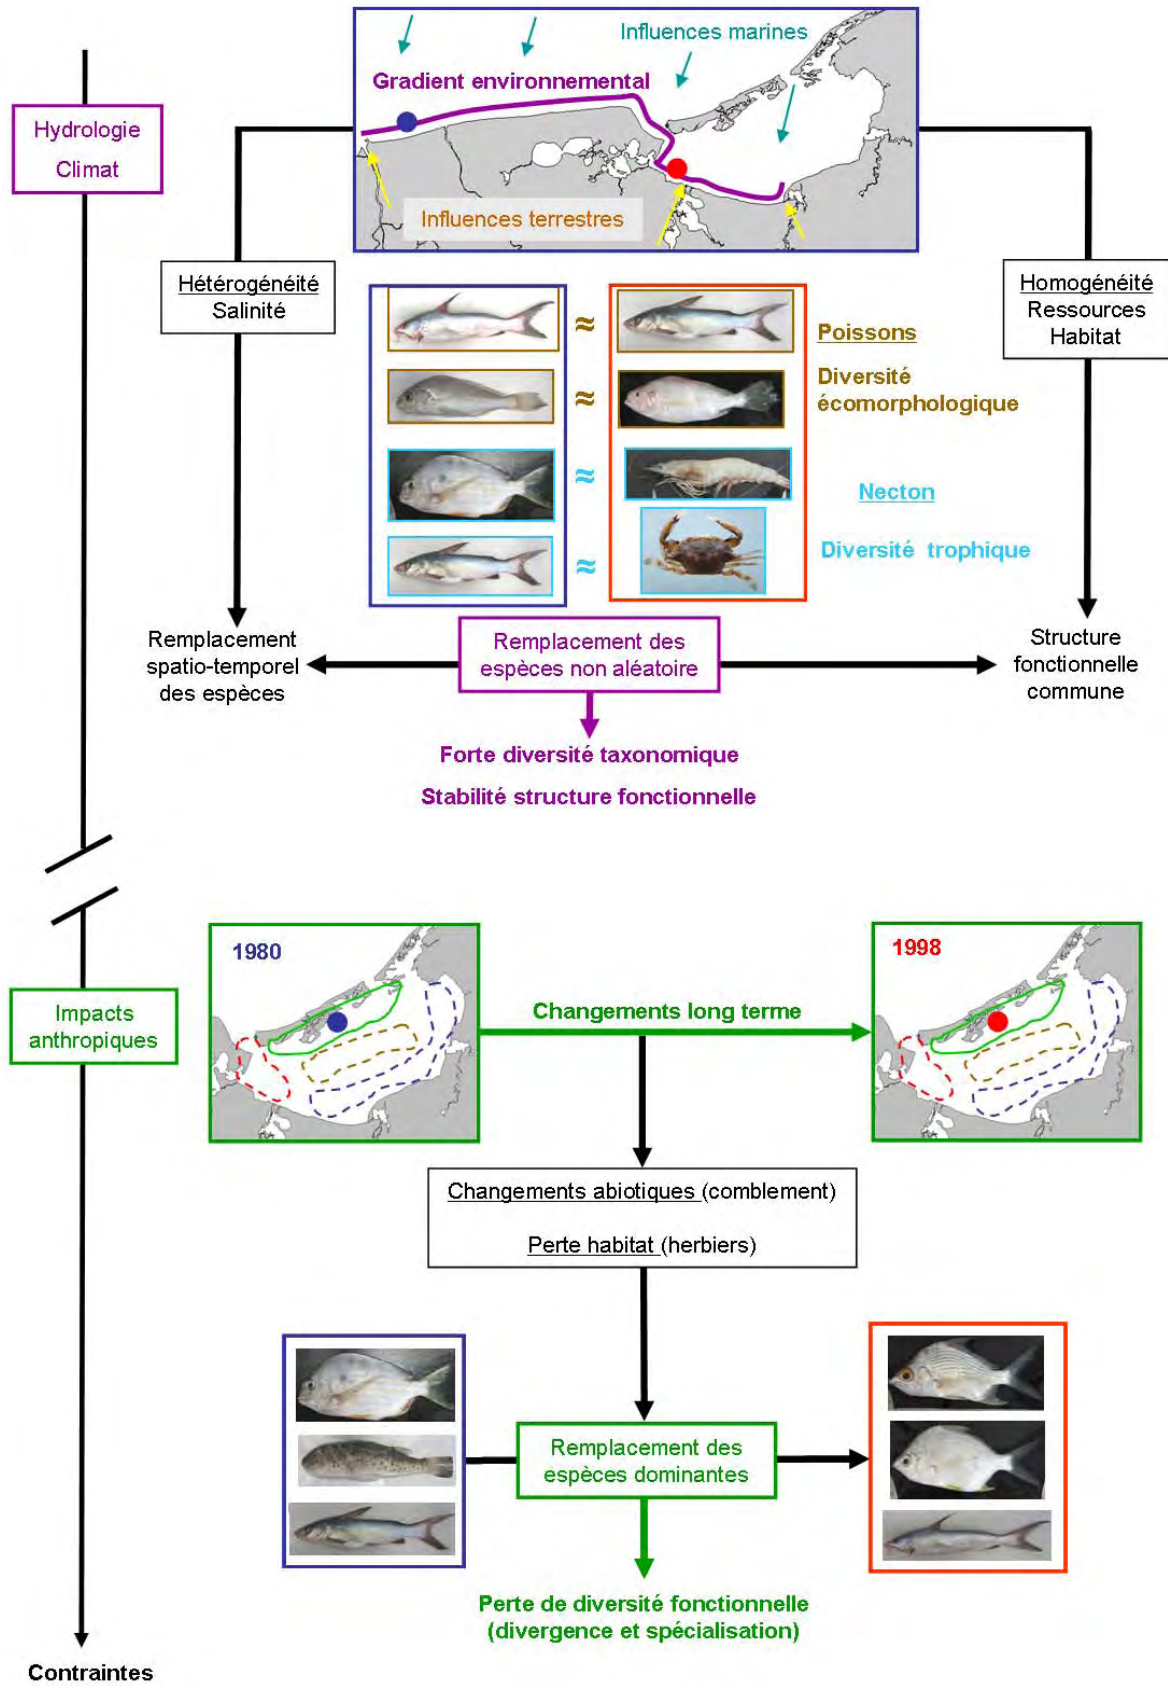 Influences marines
Gradient environnemental
Hydrologie
Climat
Influences terrestres
Hétérogénéité
Salinité
Homogénéité
Ressources
Habitat
≈
Poissons
≈
Diversité
écomorphologique
≈
Necton
≈
Diversité trophique
Remplacement
spatio-temporel
des espèces
Remplacement des
espèces non aléatoire
Structure
fonctionnelle
commune
Forte diversité taxonomique
Stabilité structure fonctionnelle
1980
1998
Impacts
anthropiques
Changements long terme
Changements abiotiques (comblement)
Perte habitat (herbiers)
Remplacement des
espèces dominantes
Perte de diversité fonctionnelle
(divergence et spécialisation)
Contraintes